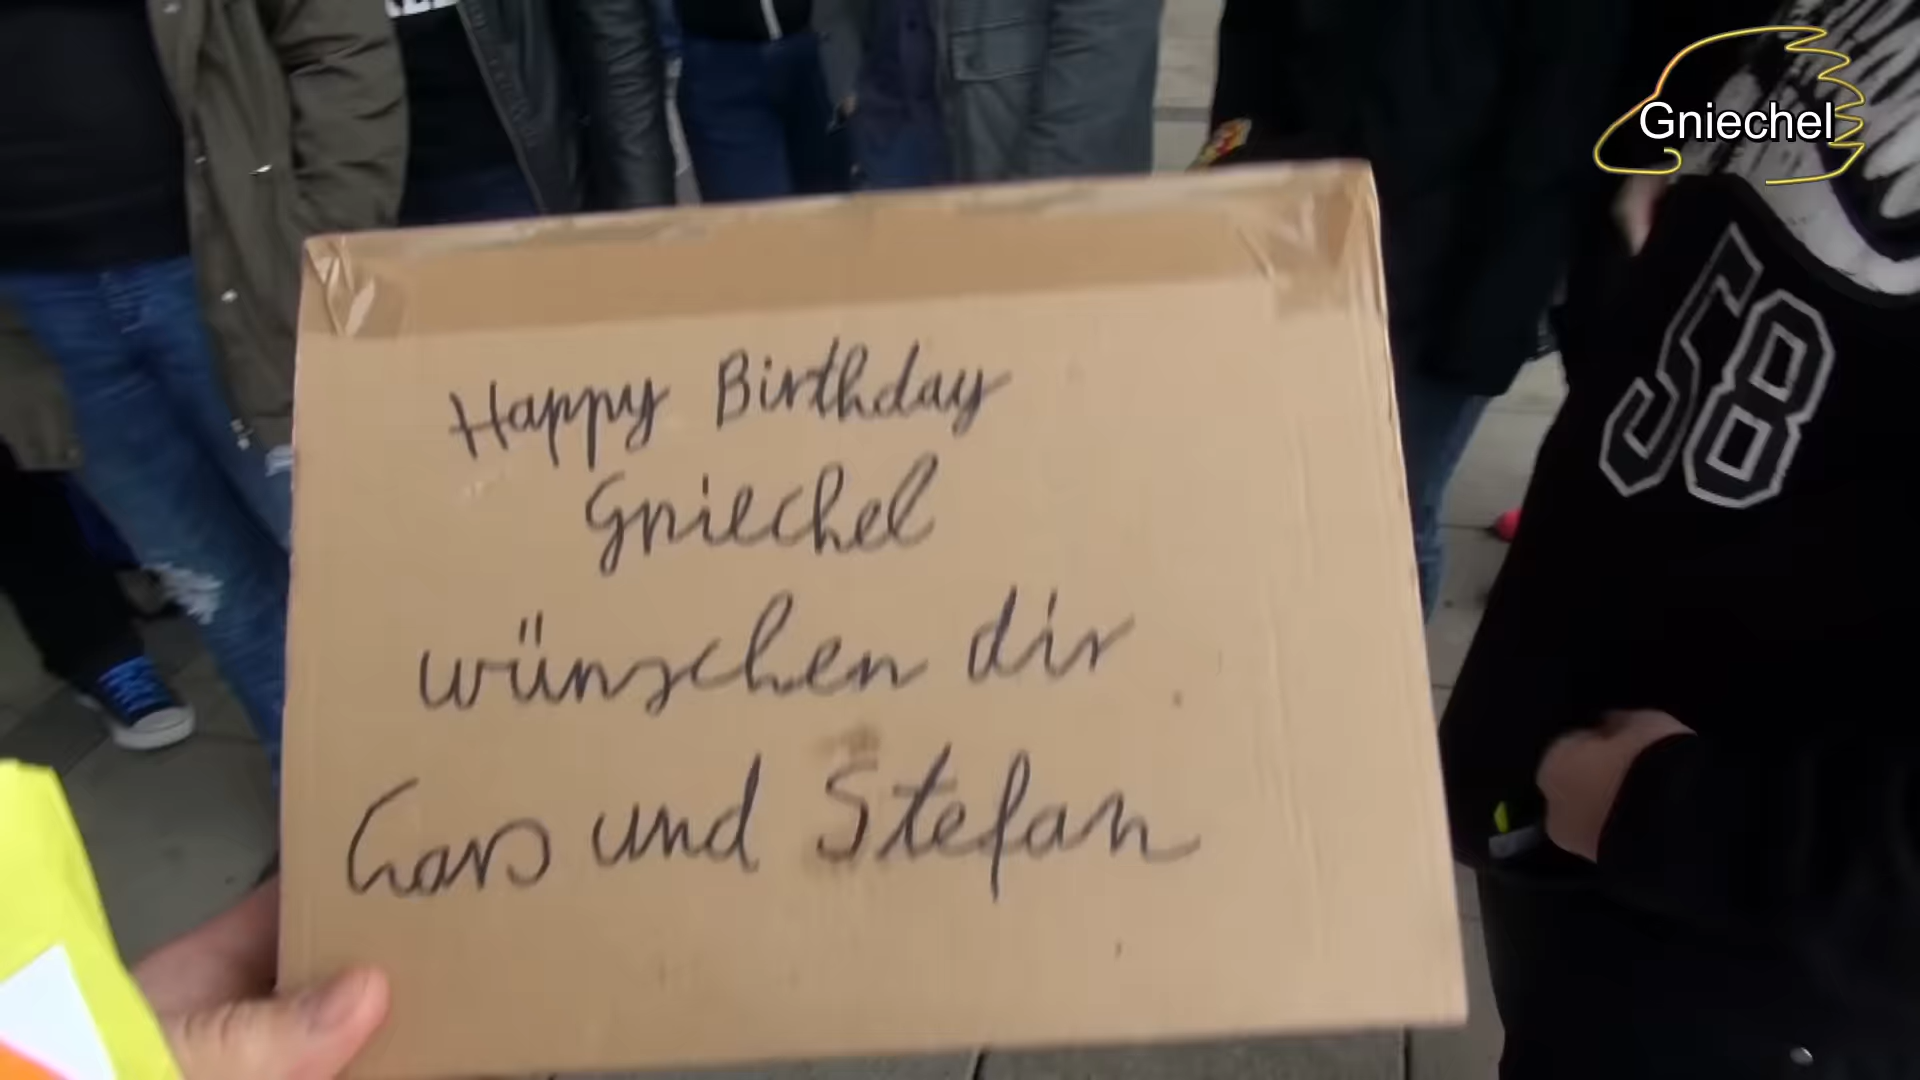 Gniechel
58
Happy Birthday
Gniechel
wünschen dir
und Stefan